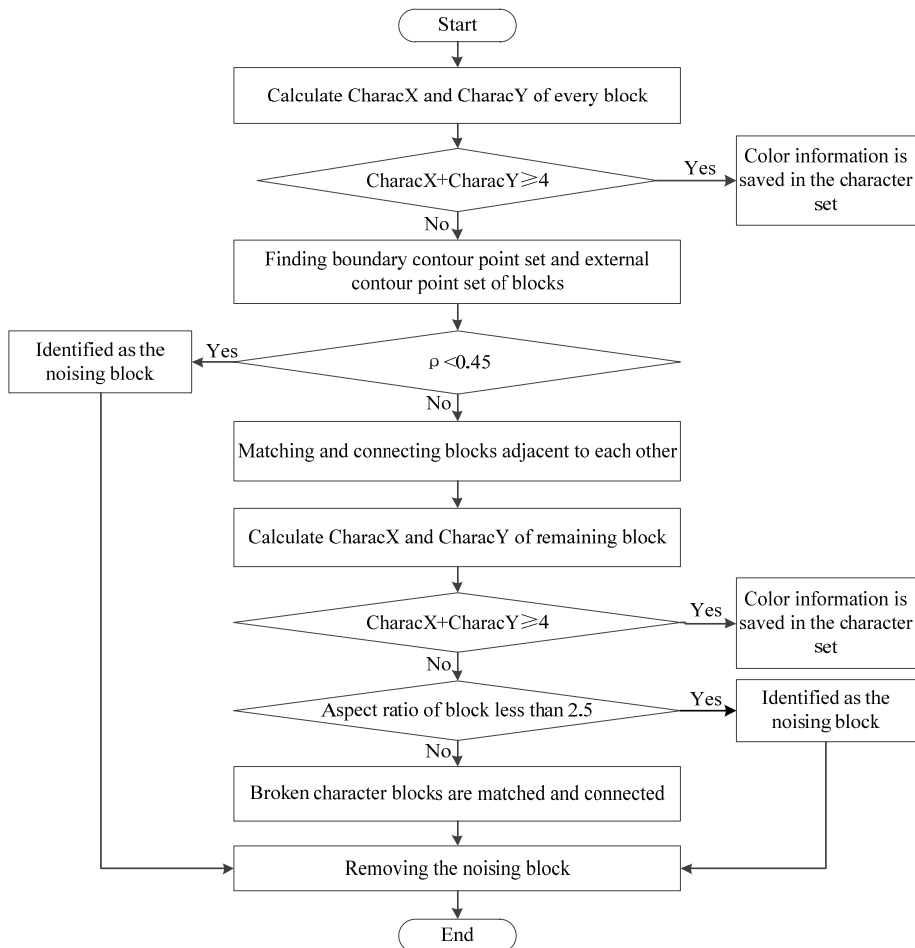 Start
Calculate CharacX and CharacY of every block
CharacX+CharacY≥4
Yes
Color information is
saved in the character
set
No
Finding boundary contour point set and external
contour point set of blocks
Identified as the
noising block
Yes
ρ<0.45
No
Matching and connecting blocks adjacent to each other
Calculate CharacX and CharacY of remaining block
CharacX+CharacY≥4
Yes
Color information is
saved in the character
set
No
Aspect ratio of block less than 2.5
Yes
Identified as the
noising block
No
Broken character blocks are matched and connected
Removing the noising block
End